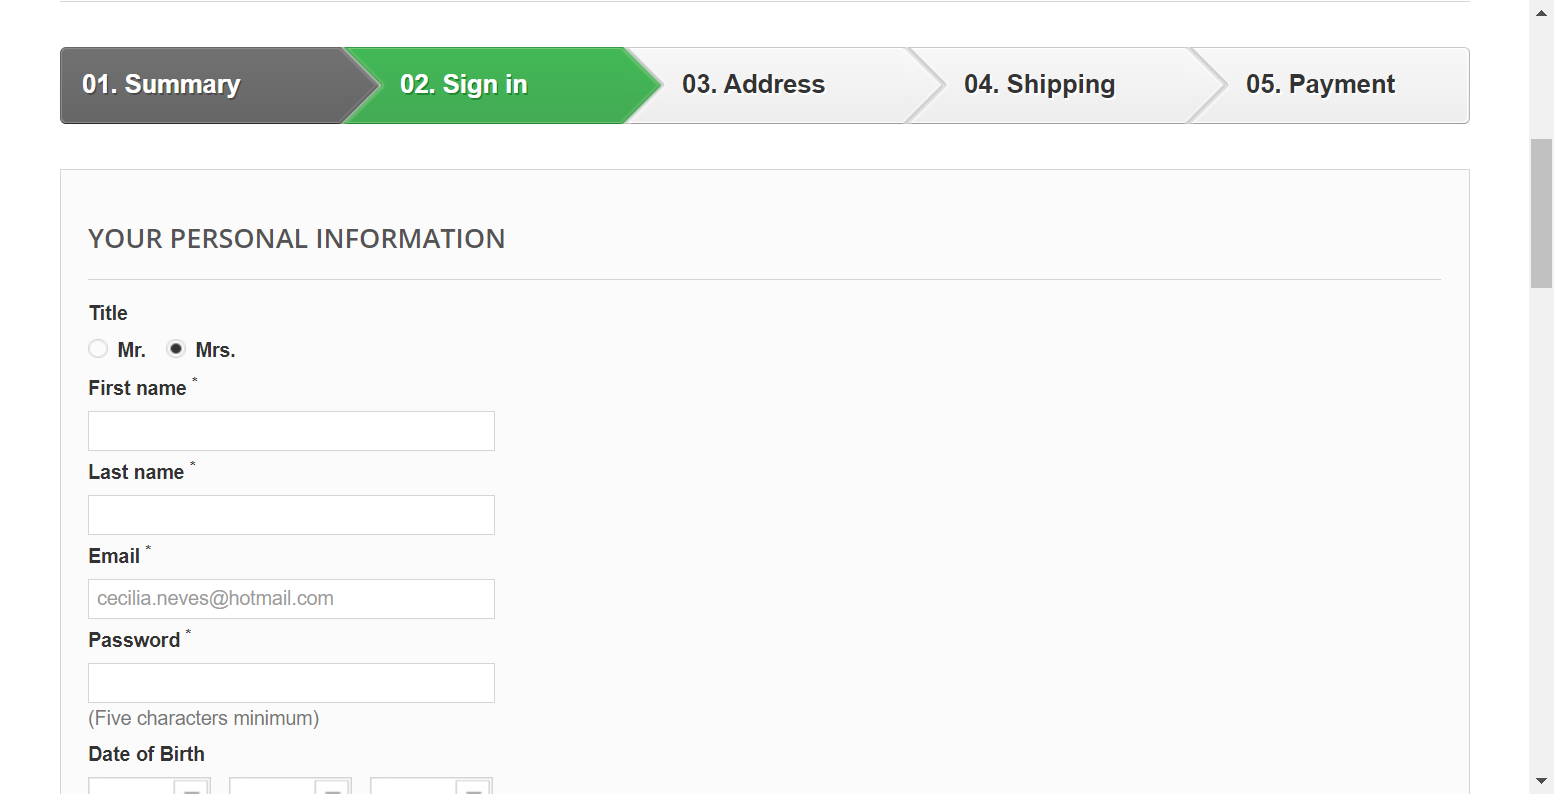 01. Summary 02. Sign in 03. Address 04. Shipping 05. Payment
YOUR PERSONAL INFORMATION
Title
Mr. Mrs.
First name *
Last name *
Email *
cecilia.neves@hotmail.com
Password *
(Five characters minimum)
Date of Birth